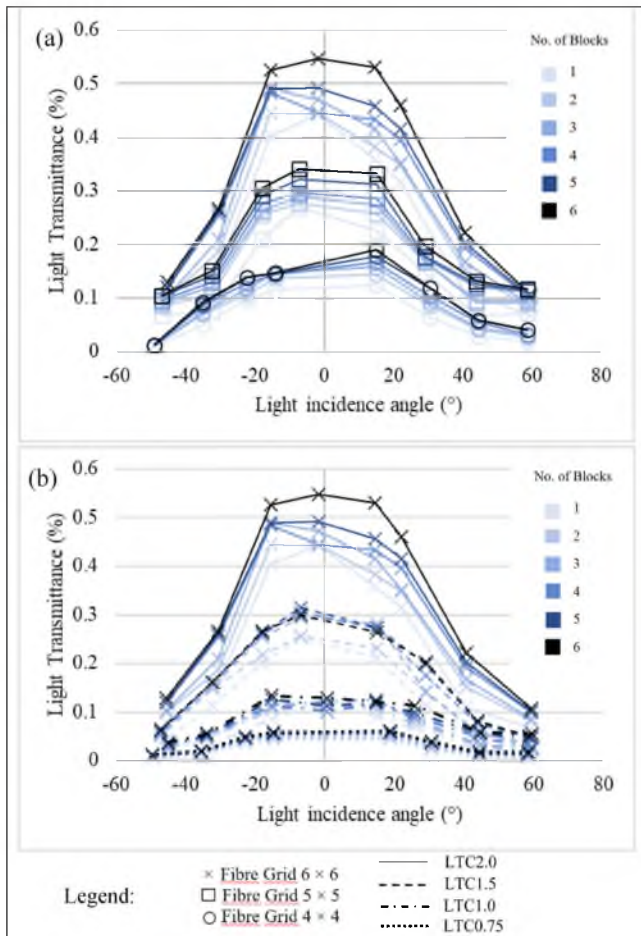 (a)
0.6
0.5
0.4
0.3
0.2
0.1
0
Light Transmittance (%)
-60 -40 -20 0 20 40 60 80
Light incidence angle (°)
No. of Blocks
1
2
3
4
5
6
(b)
0.6
0.5
0.4
0.3
0.2
0.1
0
Light Transmittance (%)
-60 -40 -20 0 20 40 60 80
Light incidence angle (°)
No. of Blocks
1
2
3
4
5
6
Legend:
Fibre Grid 6 × 6
Fibre Grid 5 × 5
Fibre Grid 4 × 4
LTC2.0
LTC1.5
LTC1.0
LTC0.75